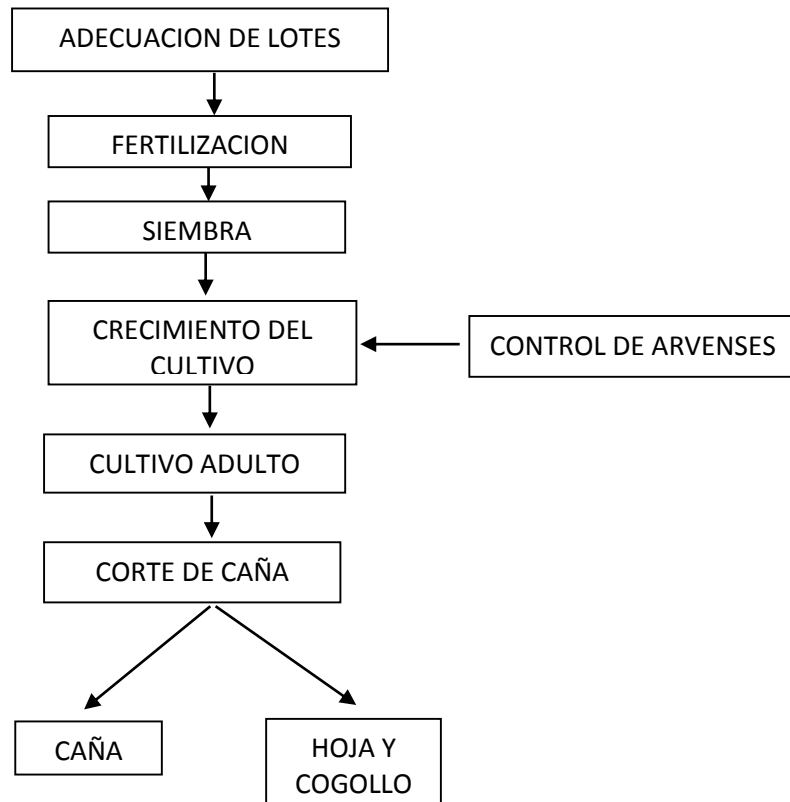 ADECUACION DE LOTES
FERTILIZACION
SIEMBRA
CRECIMIENTO DEL
CULTIVO
CONTROL DE ARVENSES
CULTIVO ADULTO
CORTE DE CAÑA
CAÑA
HOJA Y
COGOLLO